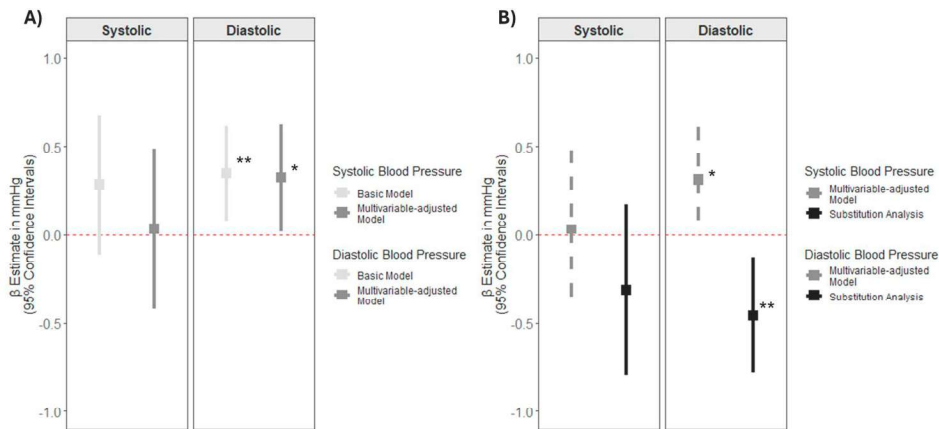 A)
Systolic
Diastolic
β Estimate in mmHg
(95% Confidence Intervals)
1.0
0.5
0.0
-0.5
-1.0
**
*
Systolic Blood Pressure
Basic Model
Multivariable-adjusted
Model
Diastolic Blood Pressure
Basic Model
Multivariable-adjusted
Model
B)
Systolic
Diastolic
β Estimate in mmHg
(95% Confidence Intervals)
1.0
0.5
0.0
-0.5
-1.0
*
**
Systolic Blood Pressure
Multivariable-adjusted
Model
Substitution Analysis
Diastolic Blood Pressure
Multivariable-adjusted
Model
Substitution Analysis